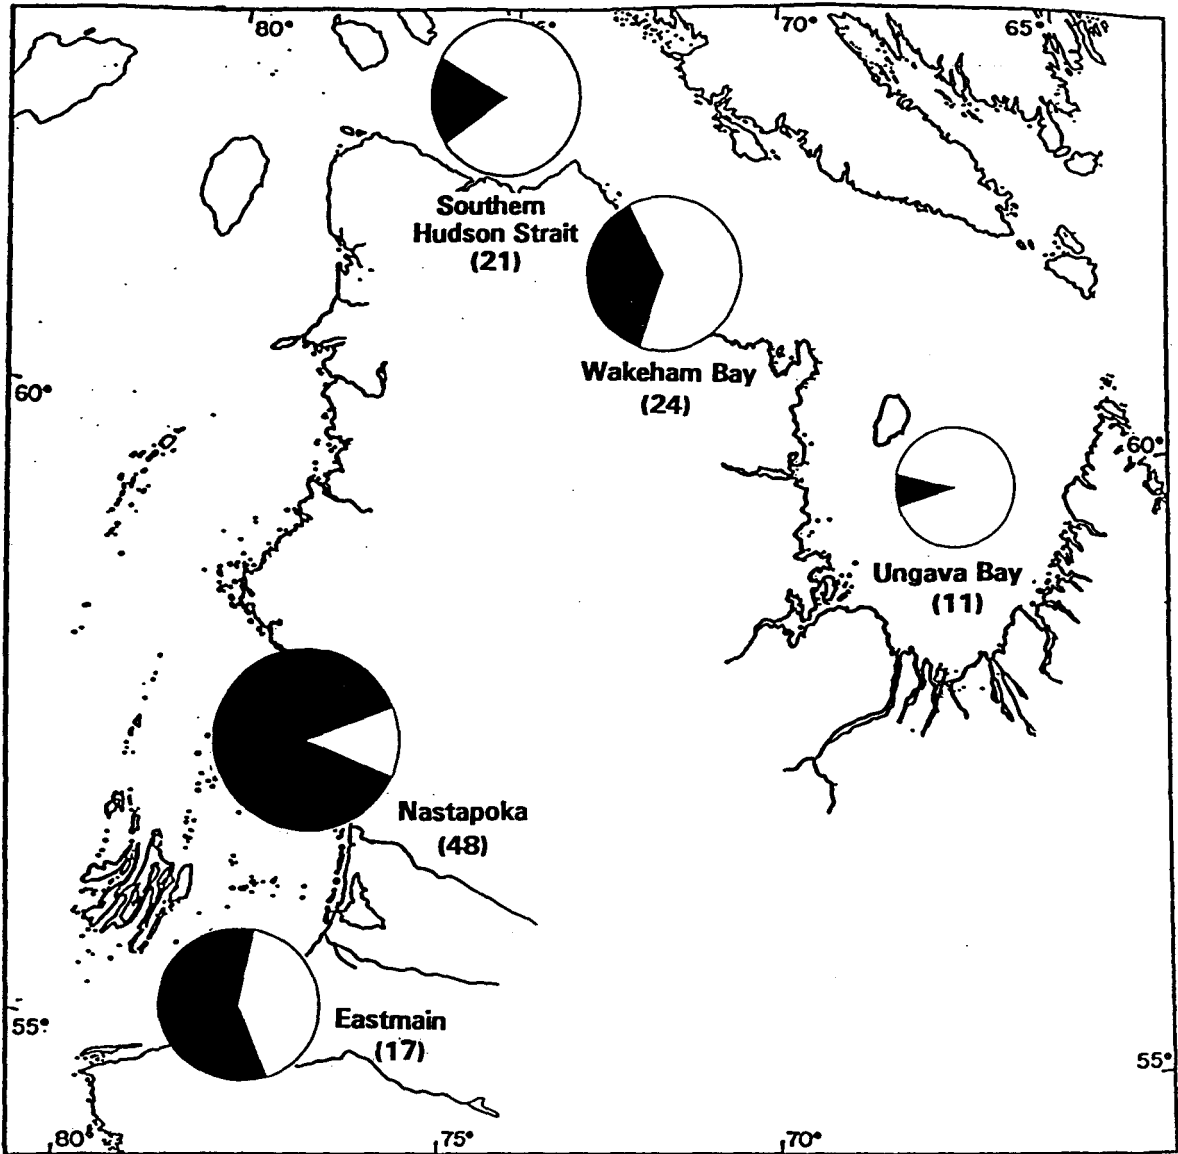 80°
70°
65°
Southern
Hudson Strait
(21)
Wakeham Bay
(24)
60°
60°
Ungava Bay
(11)
Nastapoka
(48)
Eastmain
(17)
55°
55°
80
75°
70°